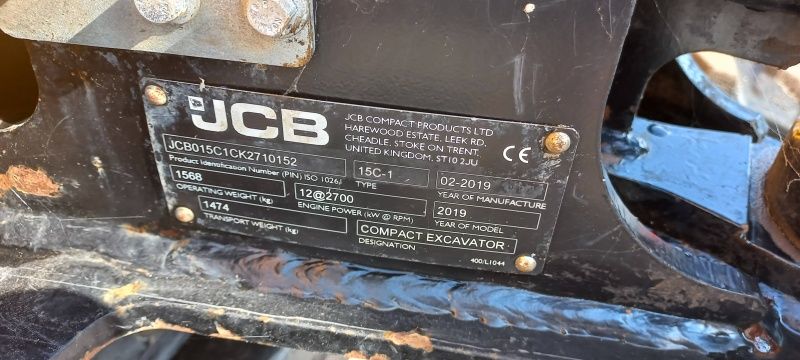 JCB
JCB COMPACT PRODUCTS LTD
HAREWOOD ESTATE, LEEK RD,
CHEADLE, STOKE ON TRENT,
UNITED KINGDOM, ST10 2JU
CE
JCB015C1CK2710152
Product Identification Number (PIN) ISO 10261
15C-1
TYPE
02-2019
YEAR OF MANUFACTURE
1568
OPERATING WEIGHT (kg)
12@2700
ENGINE POWER (kW @ RPM)
2019
YEAR OF MODEL
1474
TRANSPORT WEIGHT (kg)
COMPACT EXCAVATOR
DESIGNATION
400/L1044